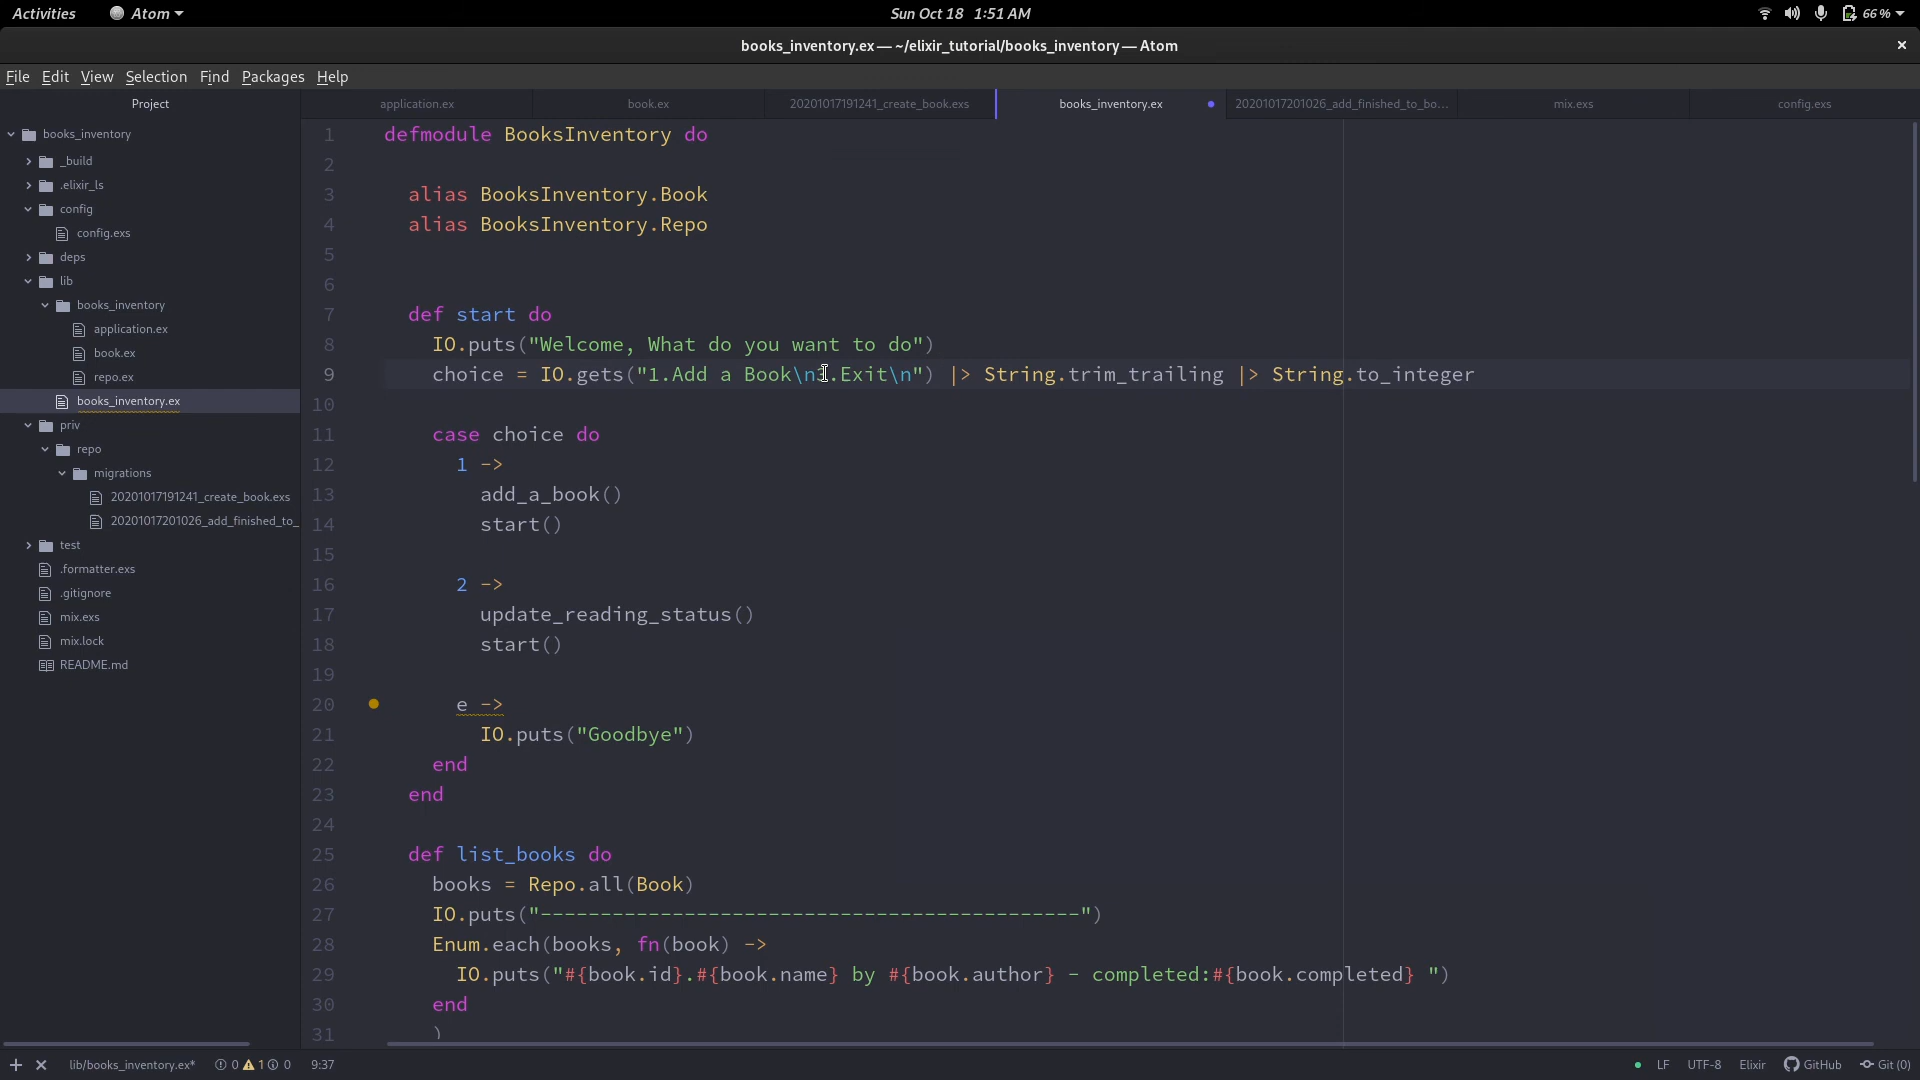 Activities
Atom
Sun Oct 18 1:51 AM
66 %
books_inventory.ex — ~/elixir_tutorial/books_inventory — Atom
File Edit View Selection Find Packages Help
Project
application.ex
book.ex
20201017191241_create_book.exs
books_inventory.ex
20201017201026_add_finished_to_bo...
mix.exs
config.exs
books_inventory
_build
.elixir_ls
config
config.exs
deps
lib
books_inventory
application.ex
book.ex
repo.ex
books_inventory.ex
priv
repo
migrations
20201017191241_create_book.exs
20201017201026_add_finished_to_
test
.formatter.exs
.gitignore
mix.exs
mix.lock
README.md
1 defmodule BooksInventory do
2
3 alias BooksInventory.Book
4 alias BooksInventory.Repo
5
6
7 def start do
8 IO.puts("Welcome, What do you want to do")
9 choice = IO.gets("1.Add a Book\n3.Exit\n") |> String.trim_trailing |> String.to_integer
10
11 case choice do
12 1 ->
13 add_a_book()
14 start()
15
16 2 ->
17 update_reading_status()
18 start()
19
20 e ->
21 IO.puts("Goodbye")
22 end
23 end
24
25 def list_books do
26 books = Repo.all(Book)
27 IO.puts("---------------------------------------------")
28 Enum.each(books, fn(book) ->
29 IO.puts("#{book.id}.#{book.name} by #{book.author} - completed:#{book.completed} ")
30 end
31 )
lib/books_inventory.ex* 0 1 0 9:37
LF UTF-8 Elixir GitHub Git (0)